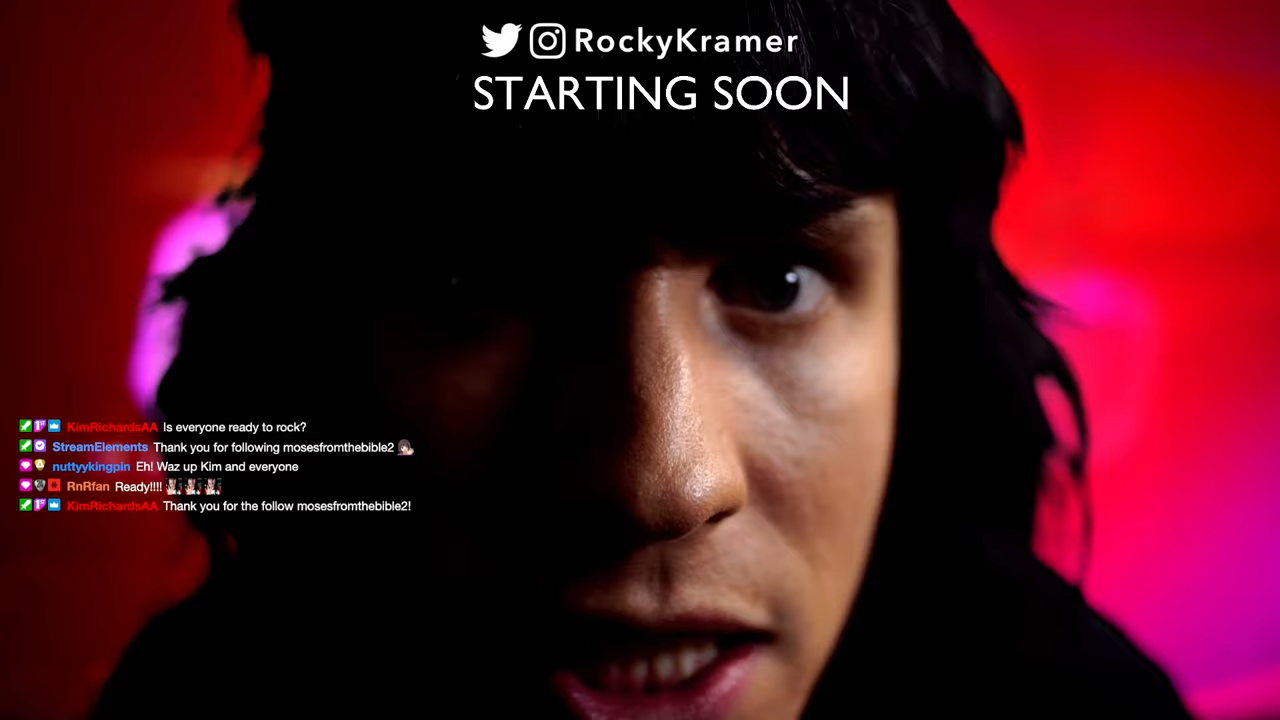 RockyKramer
STARTING SOON
KimRichardsAA Is everyone ready to rock?
StreamElements Thank you for following mosesfromthebible2
nuttyykingpin Eh! Waz up Kim and everyone
RnRfan Ready!!!!
KimRichardsAA Thank you for the follow mosesfromthebible2!